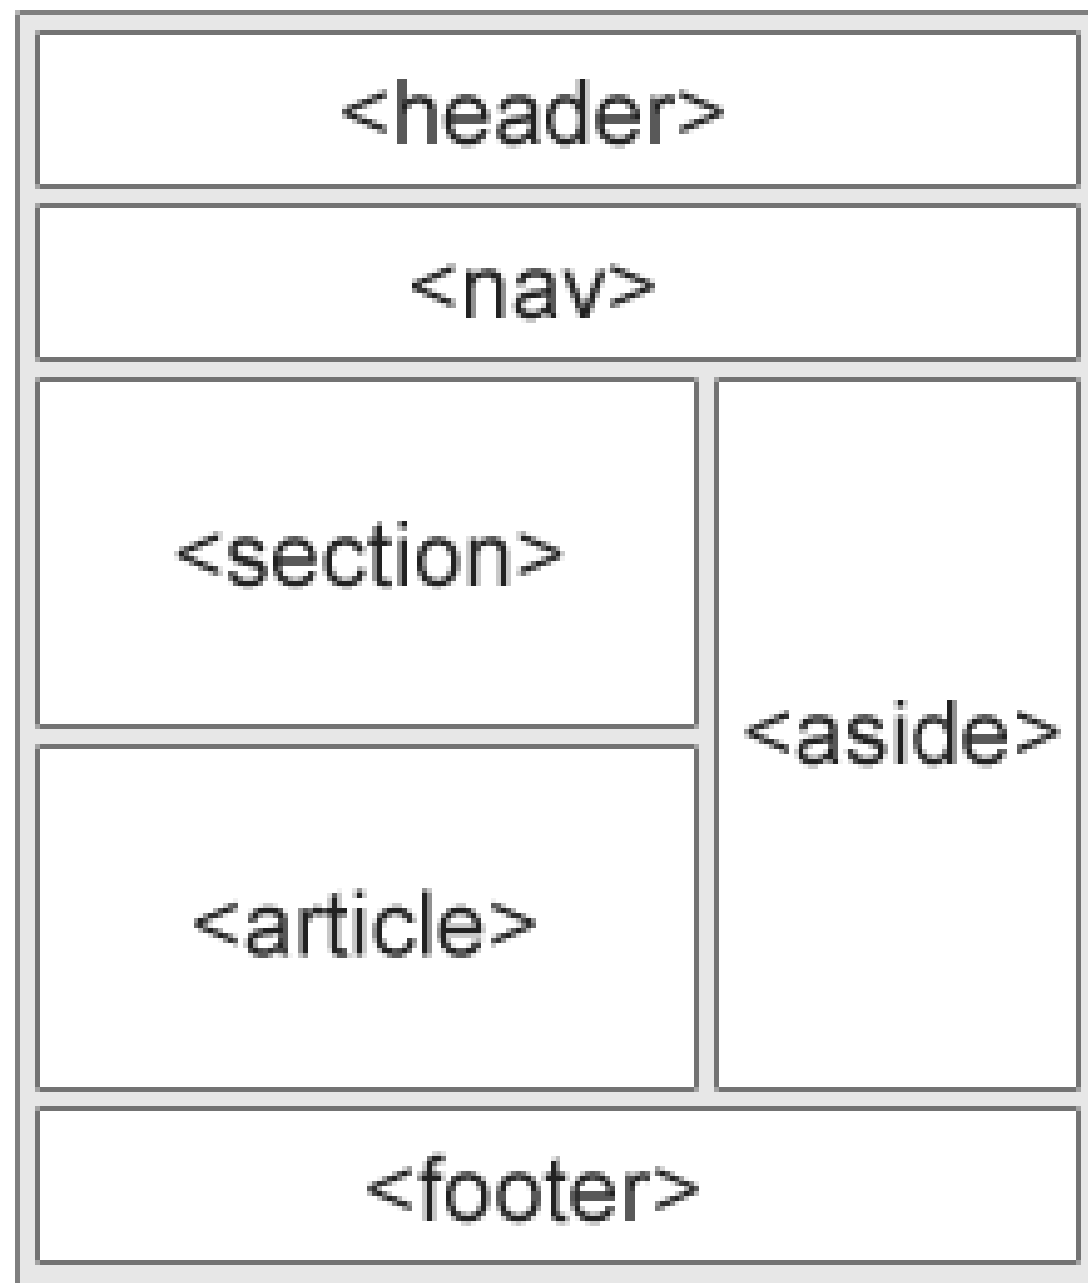 <header>
<nav>
<section>
<aside>
<article>
<footer>